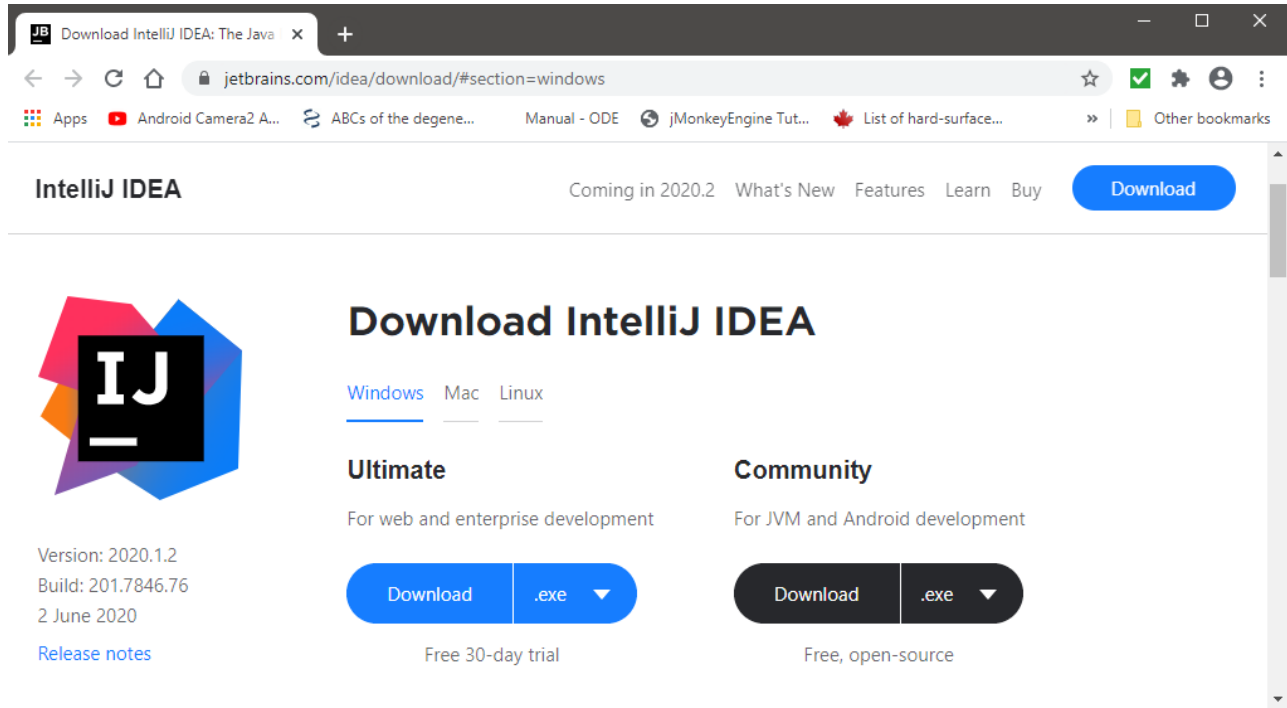 JB Download IntelliJ IDEA: The Java
jetbrains.com/idea/download/#section=windows
Apps Android Camera2 A... ABCs of the degene... Manual - ODE jMonkeyEngine Tut... List of hard-surface... » Other bookmarks
IntelliJ IDEA Coming in 2020.2 What's New Features Learn Buy Download
IJ
Download IntelliJ IDEA
Windows Mac Linux
Ultimate Community
For web and enterprise development For JVM and Android development
Version: 2020.1.2
Build: 201.7846.76
2 June 2020
Release notes
Download .exe Download .exe
Free 30-day trial Free, open-source